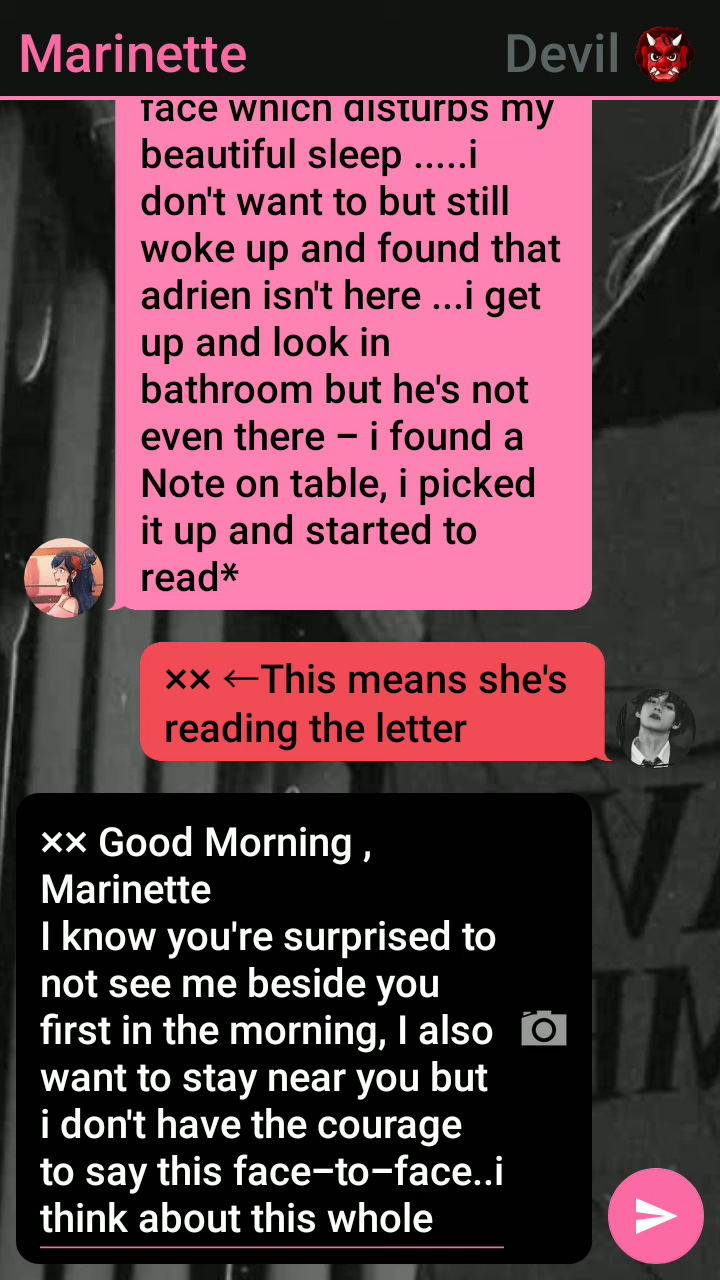 Marinette
Devil
face which disturbs my
beautiful sleep .....i
don't want to but still
woke up and found that
adrien isn't here ...i get
up and look in
bathroom but he's not
even there – i found a
Note on table, i picked
it up and started to
read*
×× ←This means she's
reading the letter
×× Good Morning ,
Marinette
I know you're surprised to
not see me beside you
first in the morning, I also
want to stay near you but
i don't have the courage
to say this face–to–face..i
think about this whole